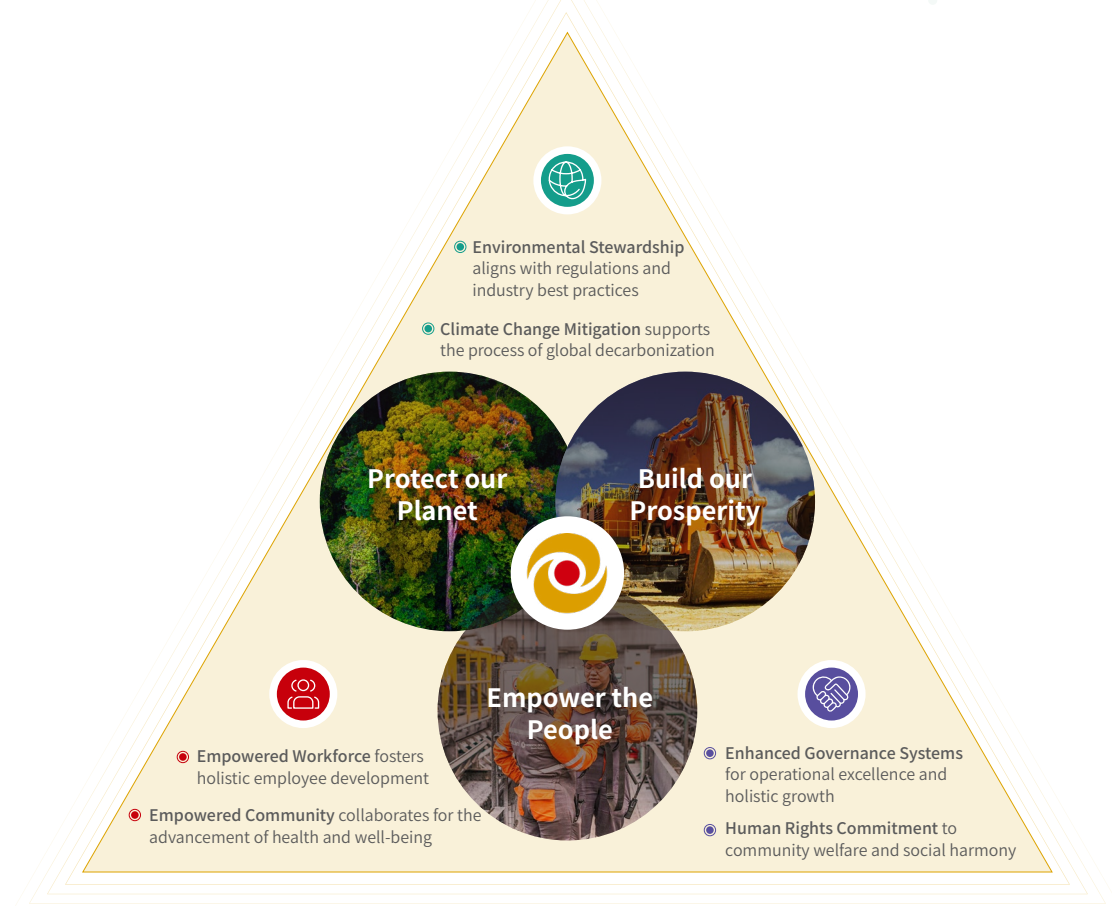 Environmental Stewardship
aligns with regulations and
industry best practices
Climate Change Mitigation supports
the process of global decarbonization
Protect our
Planet
Build our
Prosperity
Empower the
People
Empowered Workforce fosters
holistic employee development
Empowered Community collaborates for the
advancement of health and well-being
Enhanced Governance Systems
for operational excellence and
holistic growth
Human Rights Commitment to
community welfare and social harmony